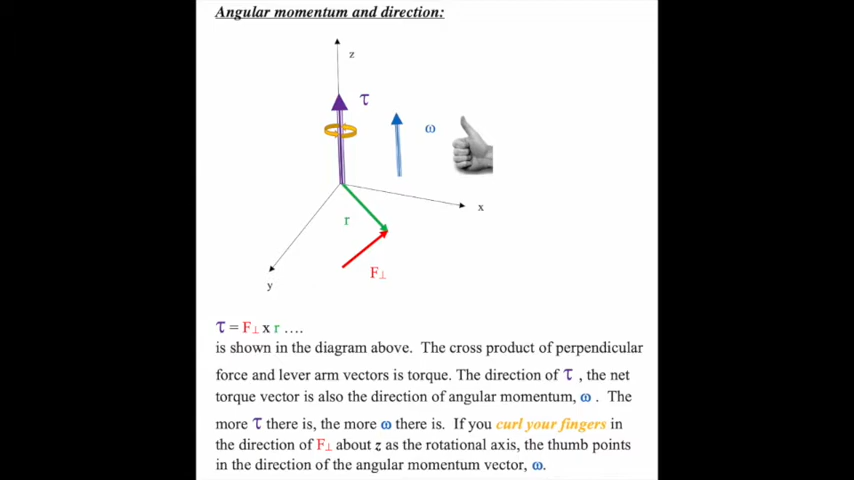 Angular momentum and direction:
z
τ
ω
x
r
F⊥
y
τ = F⊥ x r ….
is shown in the diagram above. The cross product of perpendicular
force and lever arm vectors is torque. The direction of τ , the net
torque vector is also the direction of angular momentum, ω . The
more τ there is, the more ω there is. If you curl your fingers in
the direction of F⊥ about z as the rotational axis, the thumb points
in the direction of the angular momentum vector, ω.